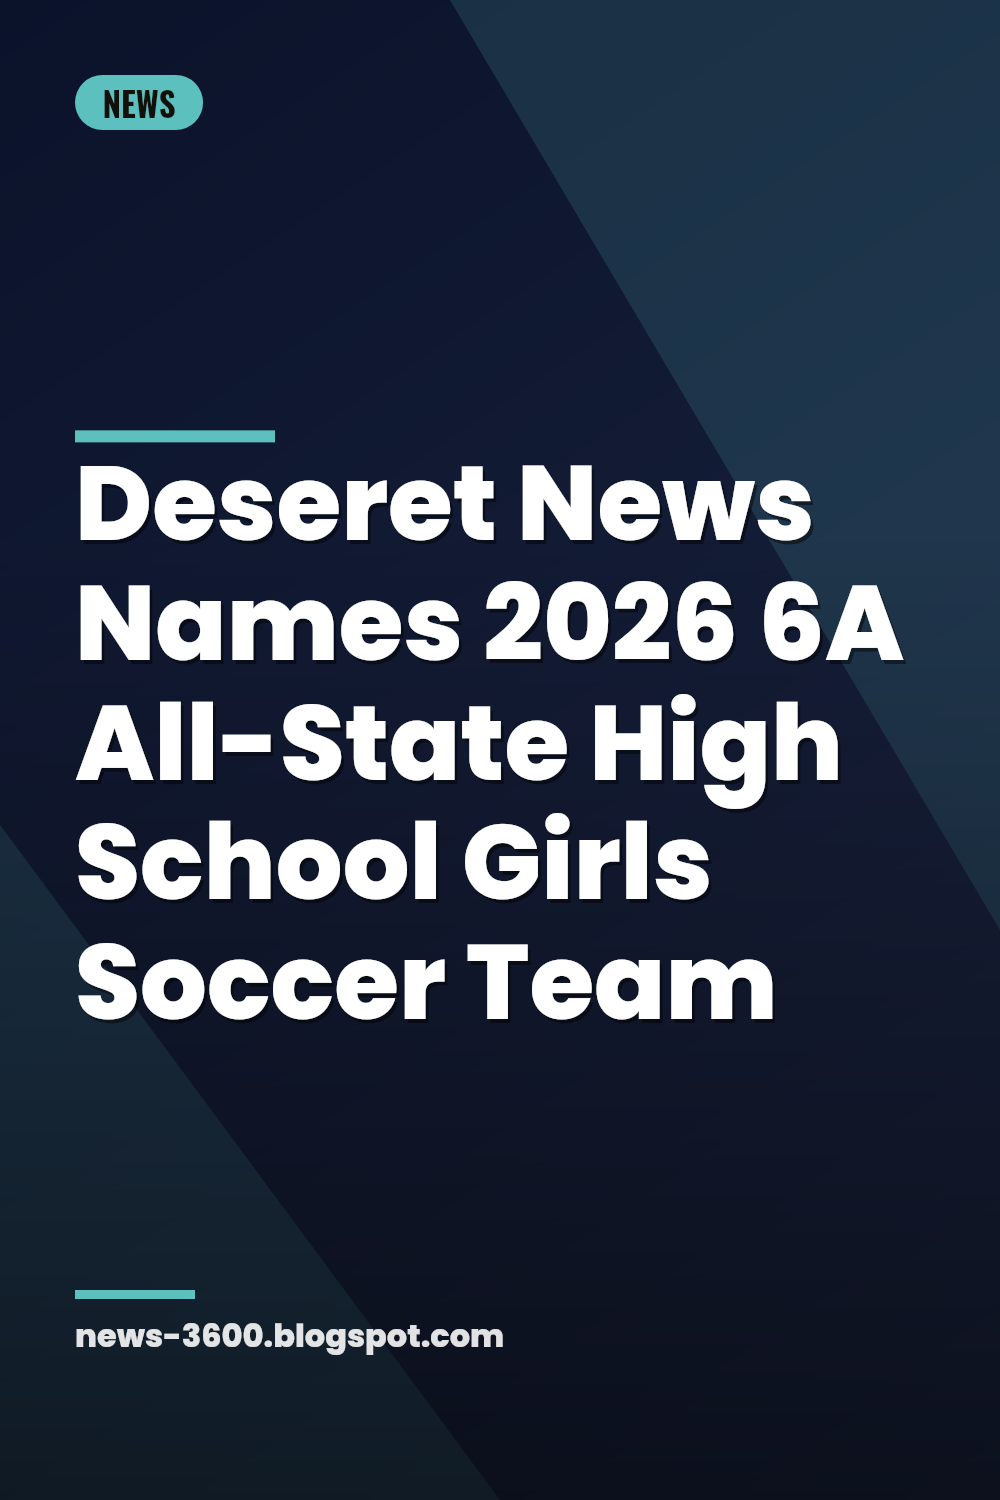 NEWS
Deseret News
Names 2026 6A
All-State High
School Girls
Soccer Team
news-3600.blogspot.com